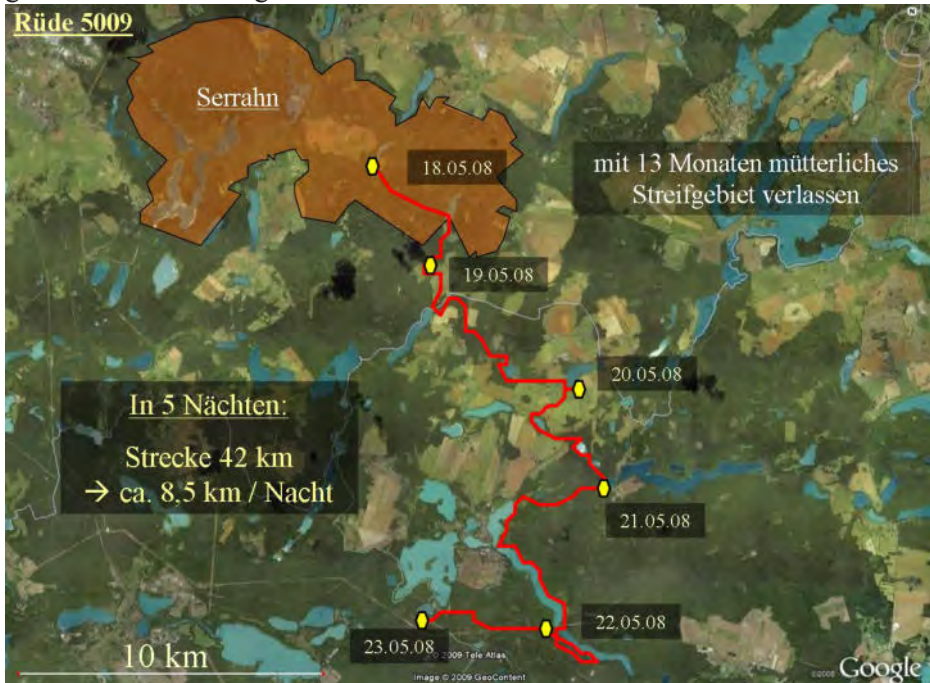 Rüde 5009
N
Serrahn
18.05.08
mit 13 Monaten mütterliches
Streifgebiet verlassen
19.05.08
20.05.08
In 5 Nächten:
Strecke 42 km
→ ca. 8,5 km / Nacht
21.05.08
22.05.08
23.05.08
10 km
© 2009 Tele Atlas
Image © 2009 GeoContent
©2008 Google